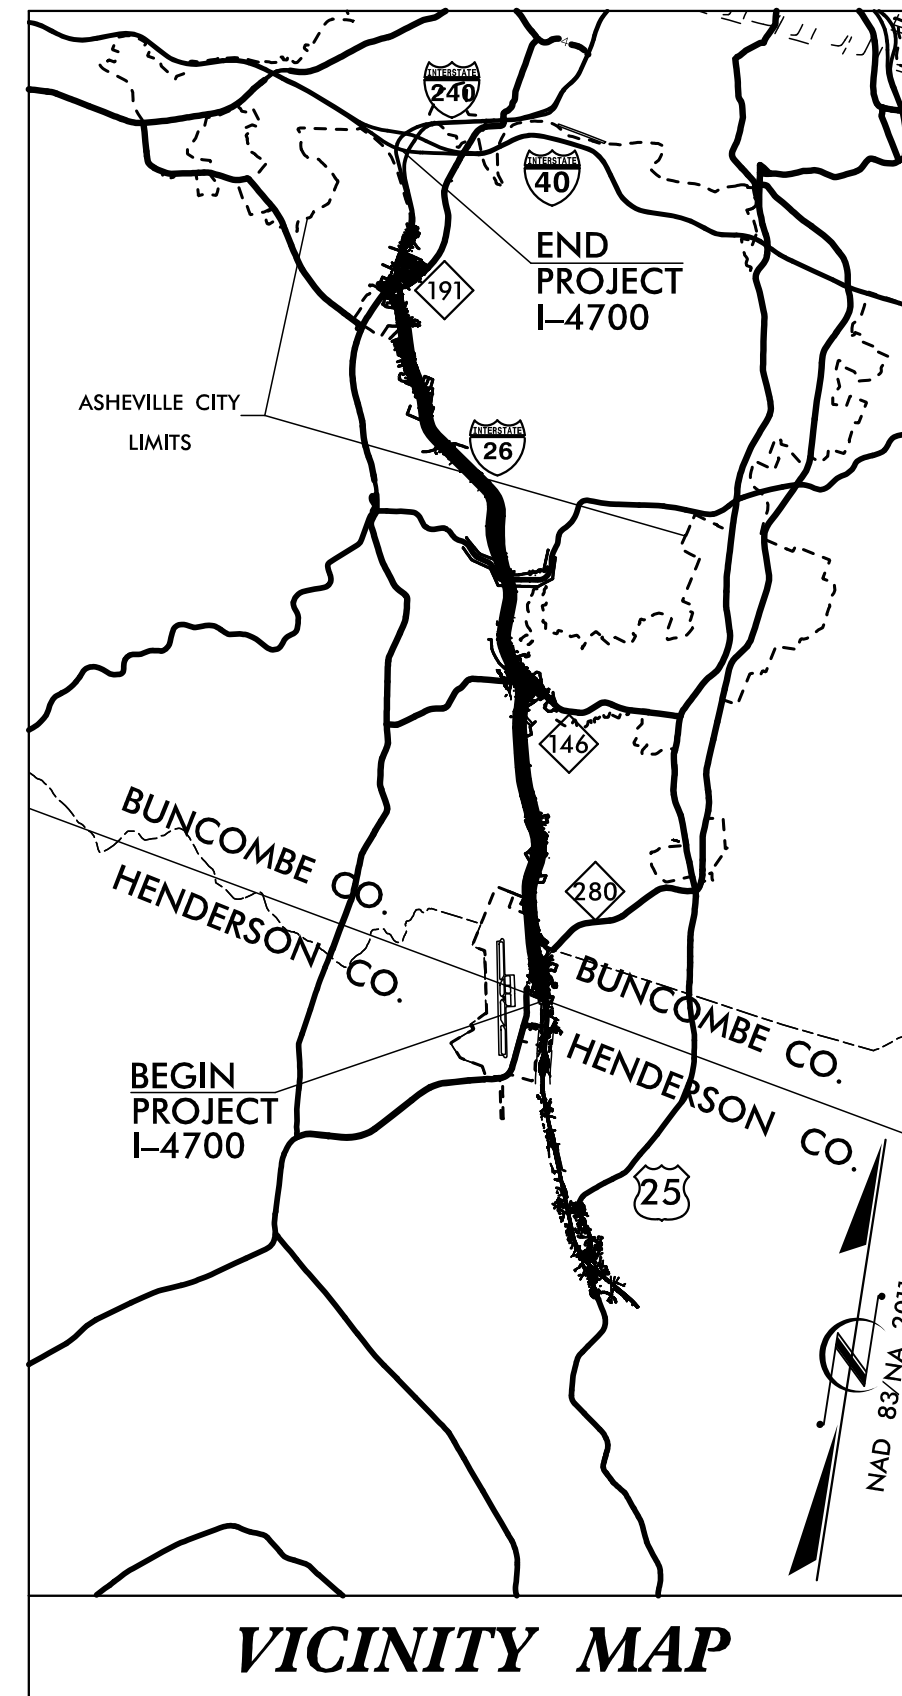 INTERSTATE
240
INTERSTATE
40
END
PROJECT
I-4700
191
ASHEVILLE CITY
LIMITS
INTERSTATE
26
146
BUNCOMBE CO.
HENDERSON CO.
280
BUNCOMBE CO.
HENDERSON CO.
BEGIN
PROJECT
I-4700
25
NAD 83/NA 2011
VICINITY MAP